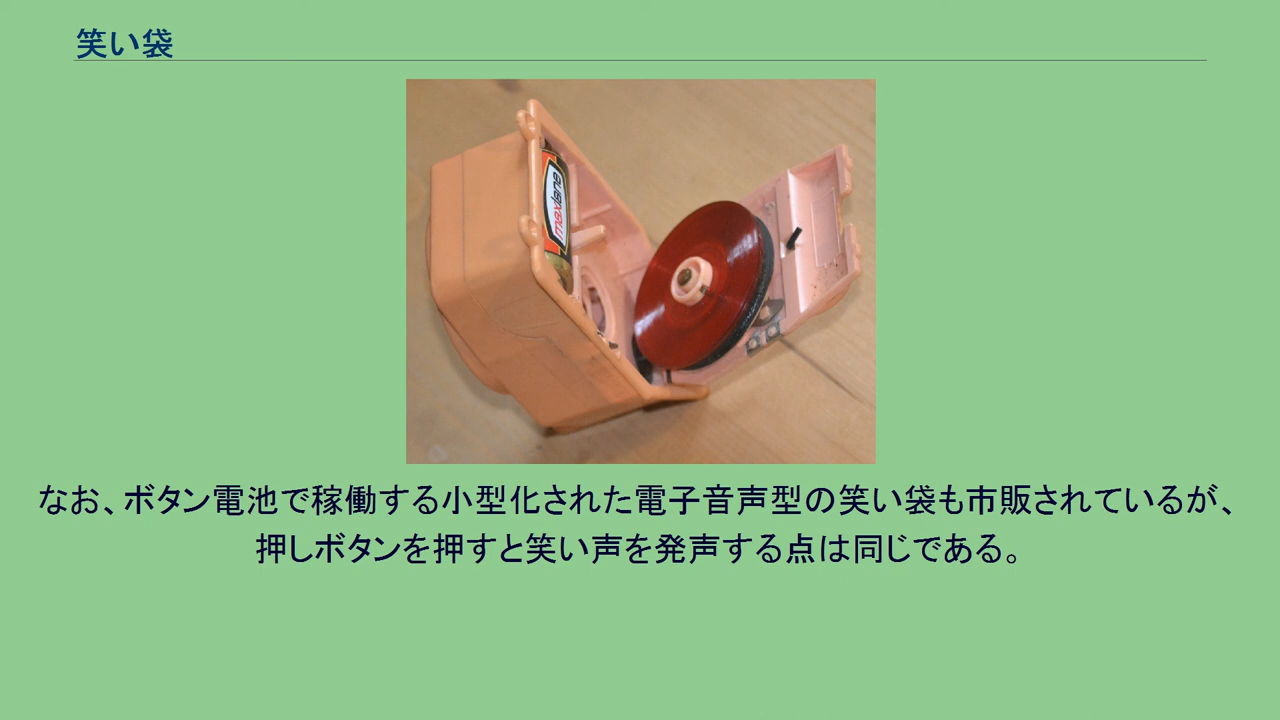 笑い袋
maxlane
なお、ボタン電池で稼働する小型化された電子音声型の笑い袋も市販されているが、
押しボタンを押すと笑い声を発声する点は同じである。